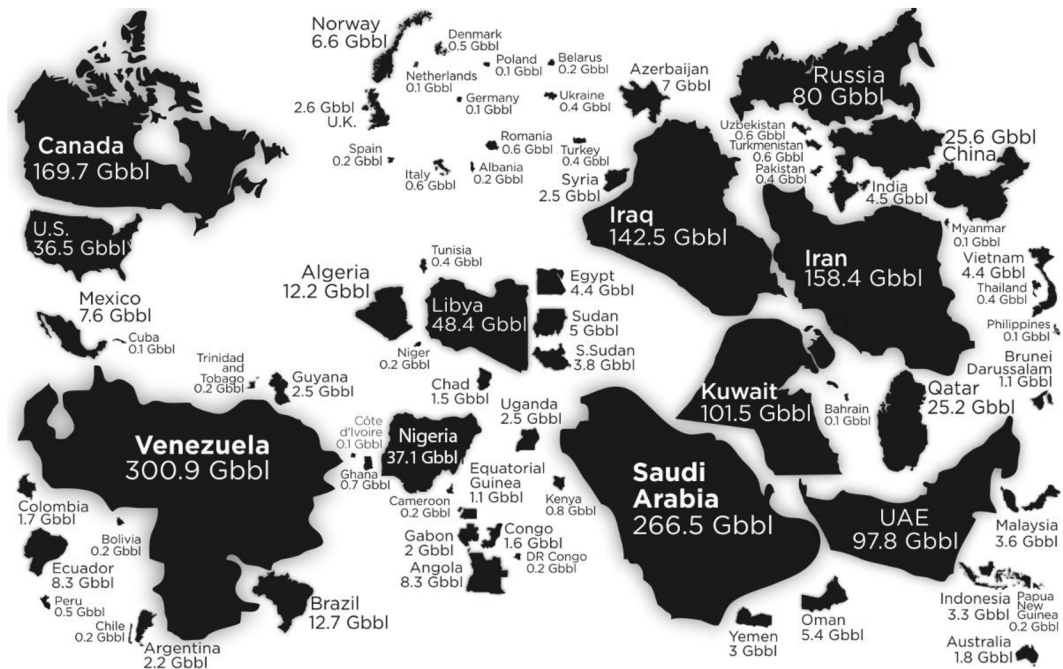 Canada
169.7 Gbbl
U.S.
36.5 Gbbl
Mexico
7.6 Gbbl
Cuba
0.1 Gbbl
Norway
6.6 Gbbl
Denmark
0.5 Gbbl
Netherlands
0.1 Gbbl
Poland
0.1 Gbbl
Belarus
0.2 Gbbl
Germany
0.1 Gbbl
Ukraine
0.4 Gbbl
2.6 Gbbl
U.K.
Spain
0.2 Gbbl
Italy
0.6 Gbbl
Romania
0.6 Gbbl
Albania
0.2 Gbbl
Turkey
0.4 Gbbl
Azerbaijan
7 Gbbl
Syria
2.5 Gbbl
Russia
80 Gbbl
Uzbekistan
0.6 Gbbl
Turkmenistan
0.6 Gbbl
Pakistan
0.4 Gbbl
25.6 Gbbl
China
India
4.5 Gbbl
Myanmar
0.1 Gbbl
Vietnam
4.4 Gbbl
Thailand
0.4 Gbbl
Philippines
0.1 Gbbl
Brunei
Darussalam
1.1 Gbbl
Iraq
142.5 Gbbl
Iran
158.4 Gbbl
Kuwait
101.5 Gbbl
Bahrain
0.1 Gbbl
Qatar
25.2 Gbbl
Tunisia
0.4 Gbbl
Algeria
12.2 Gbbl
Libya
48.4 Gbbl
Egypt
4.4 Gbbl
Sudan
5 Gbbl
S.Sudan
3.8 Gbbl
Niger
0.2 Gbbl
Chad
1.5 Gbbl
Trinidad
and
Tobago
0.2 Gbbl
Guyana
2.5 Gbbl
Venezuela
300.9 Gbbl
Colombia
1.7 Gbbl
Bolivia
0.2 Gbbl
Ecuador
8.3 Gbbl
Peru
0.5 Gbbl
Chile
0.2 Gbbl
Argentina
2.2 Gbbl
Brazil
12.7 Gbbl
Côte
d'Ivoire
0.1 Gbbl
Ghana
0.7 Gbbl
Nigeria
37.1 Gbbl
Uganda
2.5 Gbbl
Equatorial
Guinea
1.1 Gbbl
Cameroon
0.2 Gbbl
Kenya
0.8 Gbbl
Gabon
2 Gbbl
Congo
1.6 Gbbl
DR Congo
0.2 Gbbl
Angola
8.3 Gbbl
Saudi
Arabia
266.5 Gbbl
UAE
97.8 Gbbl
Yemen
3 Gbbl
Oman
5.4 Gbbl
Malaysia
3.6 Gbbl
Indonesia
3.3 Gbbl
Papua
New
Guinea
0.2 Gbbl
Australia
1.8 Gbbl